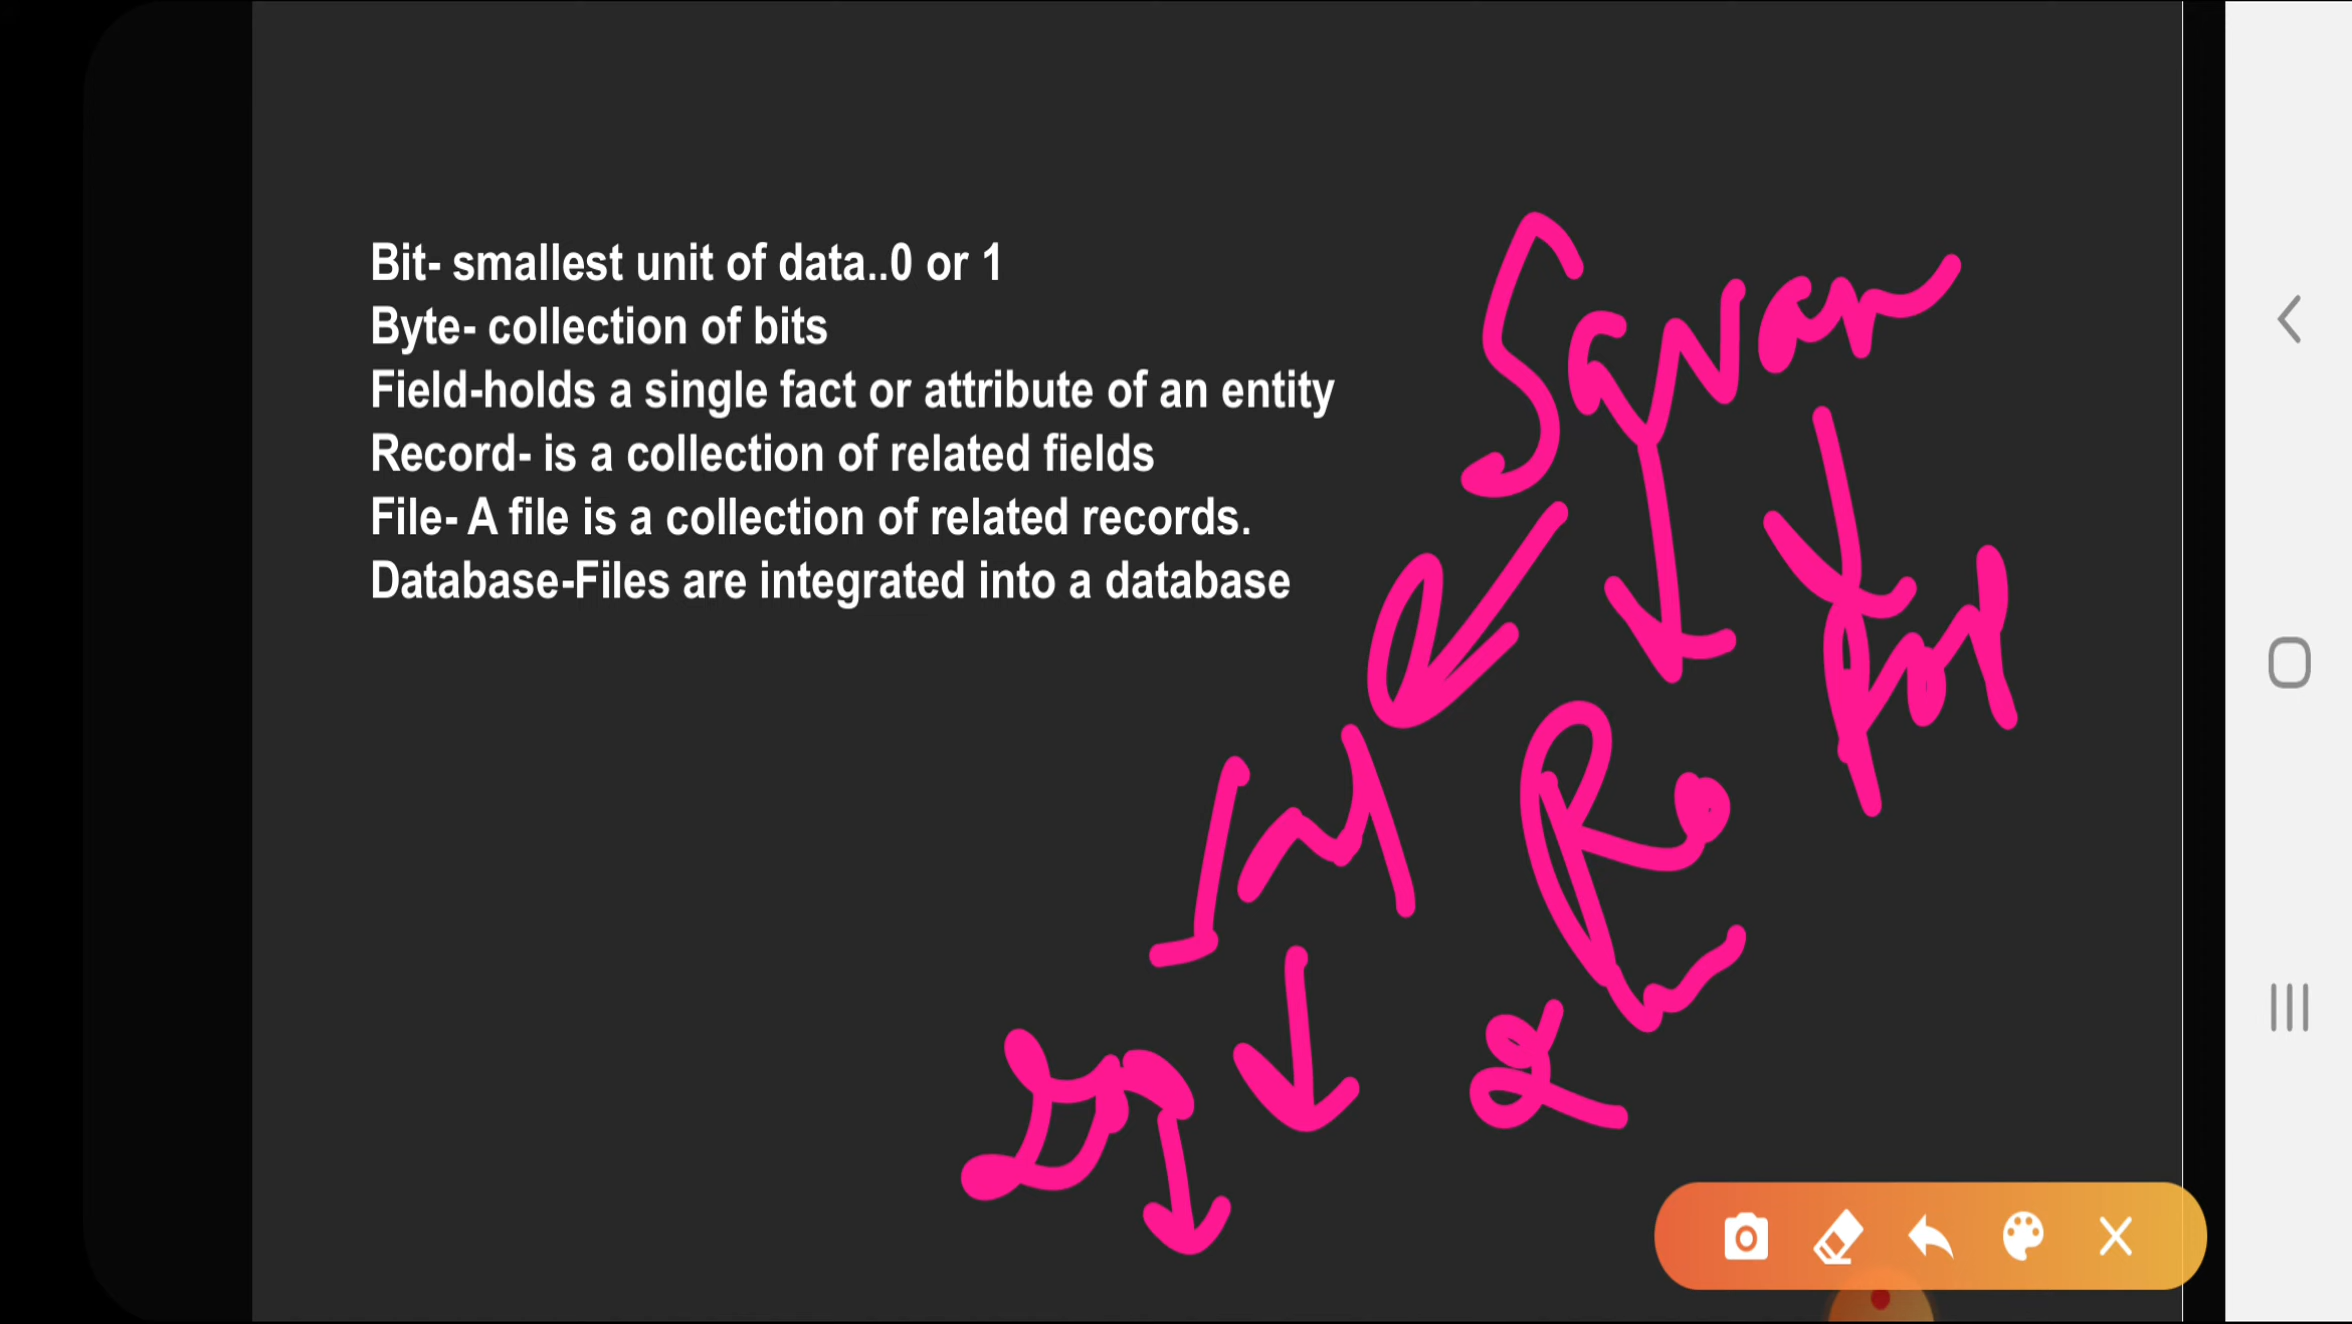 Bit- smallest unit of data..0 or 1
Byte- collection of bits
Field-holds a single fact or attribute of an entity
Record- is a collection of related fields
File- A file is a collection of related records.
Database-Files are integrated into a database